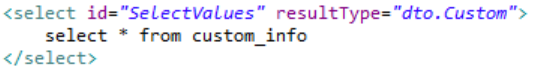 <select id="SelectValues" resultType="dto.Custom">
    select * from custom_info
</select>